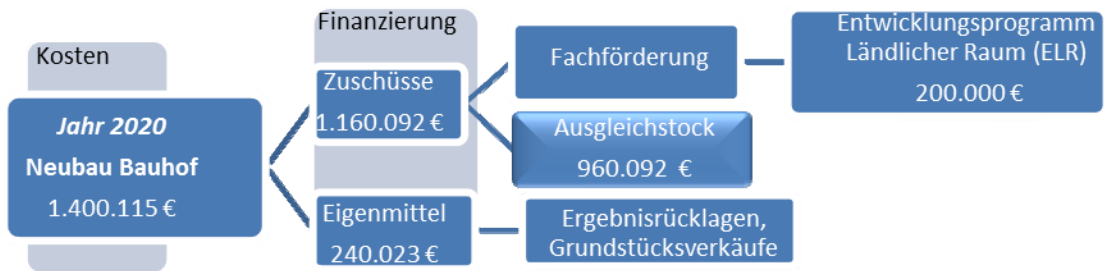 Kosten
Jahr 2020
Neubau Bauhof
1.400.115 €
Finanzierung
Zuschüsse
1.160.092 €
Eigenmittel
240.023 €
Fachförderung
Ausgleichstock
960.092 €
Ergebnisrücklagen,
Grundstücksverkäufe
Entwicklungsprogramm
Ländlicher Raum (ELR)
200.000 €